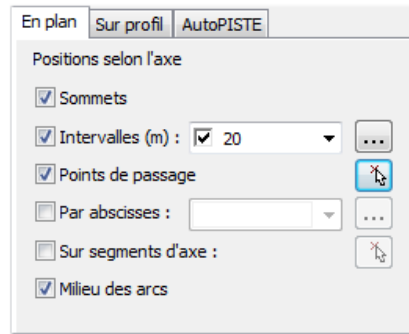 En plan Sur profil AutoPISTE
Positions selon l'axe
Sommets
Intervalles (m) : 20 ...
Points de passage
Par abscisses : ...
Sur segments d'axe :
Milieu des arcs